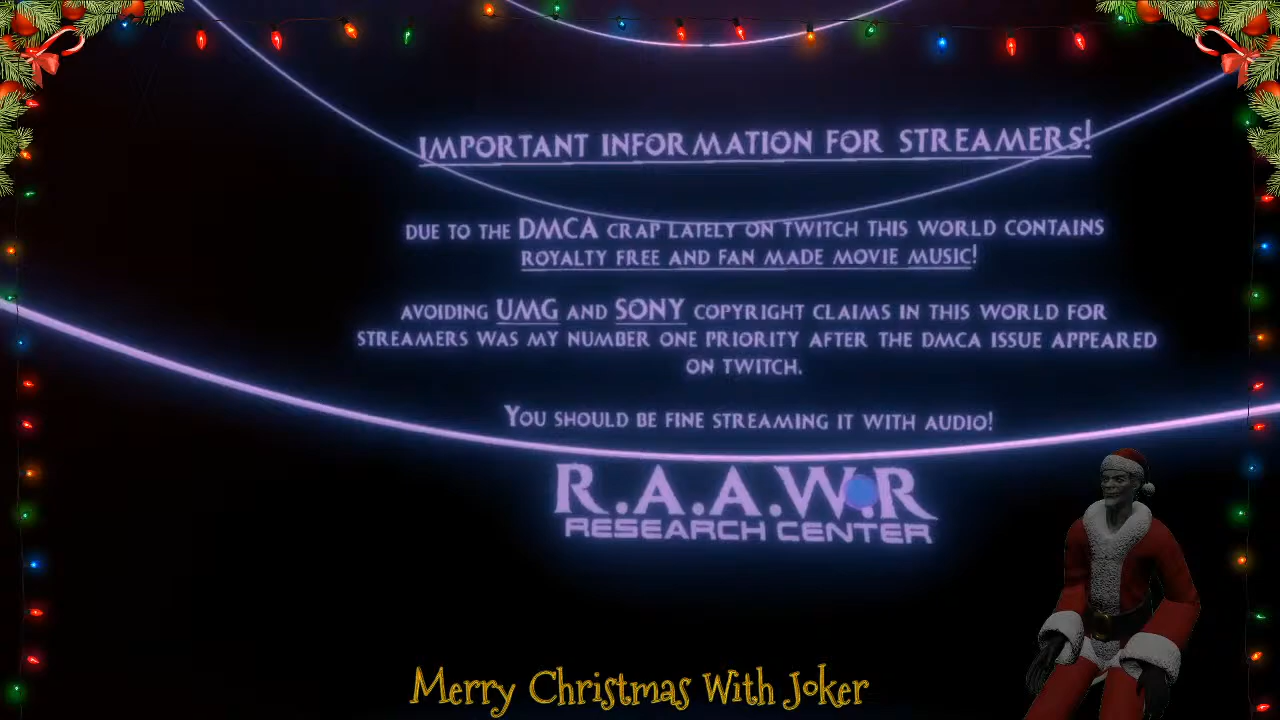 IMPORTANT INFORMATION FOR STREAMERS!
DUE TO THE DMCA CRAP LATELY ON TWITCH THIS WORLD CONTAINS
ROYALTY FREE AND FAN MADE MOVIE MUSIC!
AVOIDING UMG AND SONY COPYRIGHT CLAIMS IN THIS WORLD FOR
STREAMERS WAS MY NUMBER ONE PRIORITY AFTER THE DMCA ISSUE APPEARED
ON TWITCH.
YOU SHOULD BE FINE STREAMING IT WITH AUDIO!
R.A.A.W.R
RESEARCH CENTER
Merry Christmas With Joker